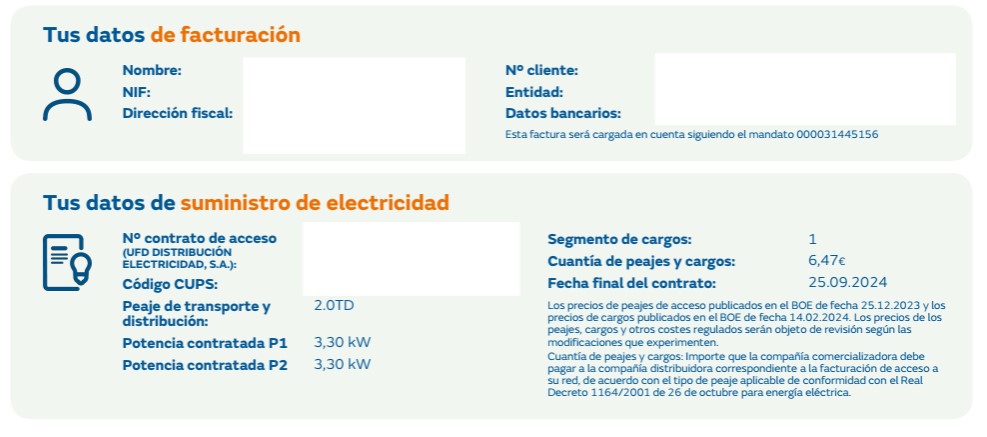 Tus datos de facturación
Nombre:
NIF:
Dirección fiscal:
Nº cliente:
Entidad:
Datos bancarios:
Esta factura será cargada en cuenta siguiendo el mandato 000031445156
Tus datos de suministro de electricidad
Nº contrato de acceso
(UFD DISTRIBUCIÓN
ELECTRICIDAD, S.A.):
Código CUPS:
Peaje de transporte y
distribución:
2.0TD
Potencia contratada P1 3,30 kW
Potencia contratada P2 3,30 kW
Segmento de cargos: 1
Cuantía de peajes y cargos: 6,47€
Fecha final del contrato: 25.09.2024
Los precios de peajes de acceso publicados en el BOE de fecha 25.12.2023 y los
precios de cargos publicados en el BOE de fecha 14.02.2024. Los precios de los
peajes, cargos y otros costes regulados serán objeto de revisión según las
modificaciones que experimenten.
Cuantía de peajes y cargos: Importe que la compañía comercializadora debe
pagar a la compañía distribuidora correspondiente a la facturación de acceso a
su red, de acuerdo con el tipo de peaje aplicable de conformidad con el Real
Decreto 1164/2001 de 26 de octubre para energía eléctrica.